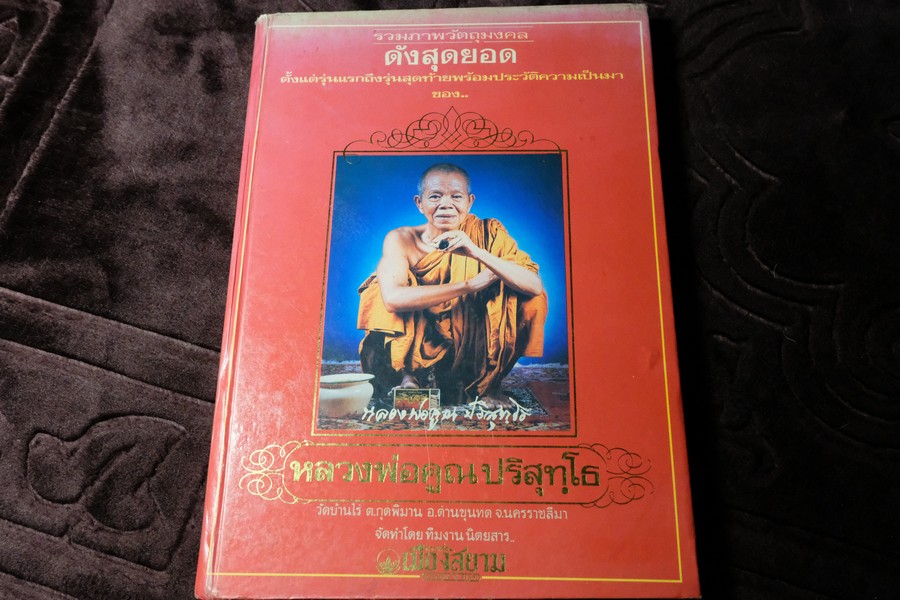 รวมภาพวัตถุมงคล
ดังสุดยอด
ตั้งแต่รุ่นแรกถึงรุ่นสุดท้ายพร้อมประวัติความเป็นมา
ของ..
หลวงพ่อคูณ ปริสุทฺโธ
หลวงพ่อคูณ ปริสุทฺโธ
วัดบ้านไร่ ต.กุดพิมาน อ.ด่านขุนทด จ.นครราชสีมา
จัดทำโดย ทีมงาน นิตยสาร..